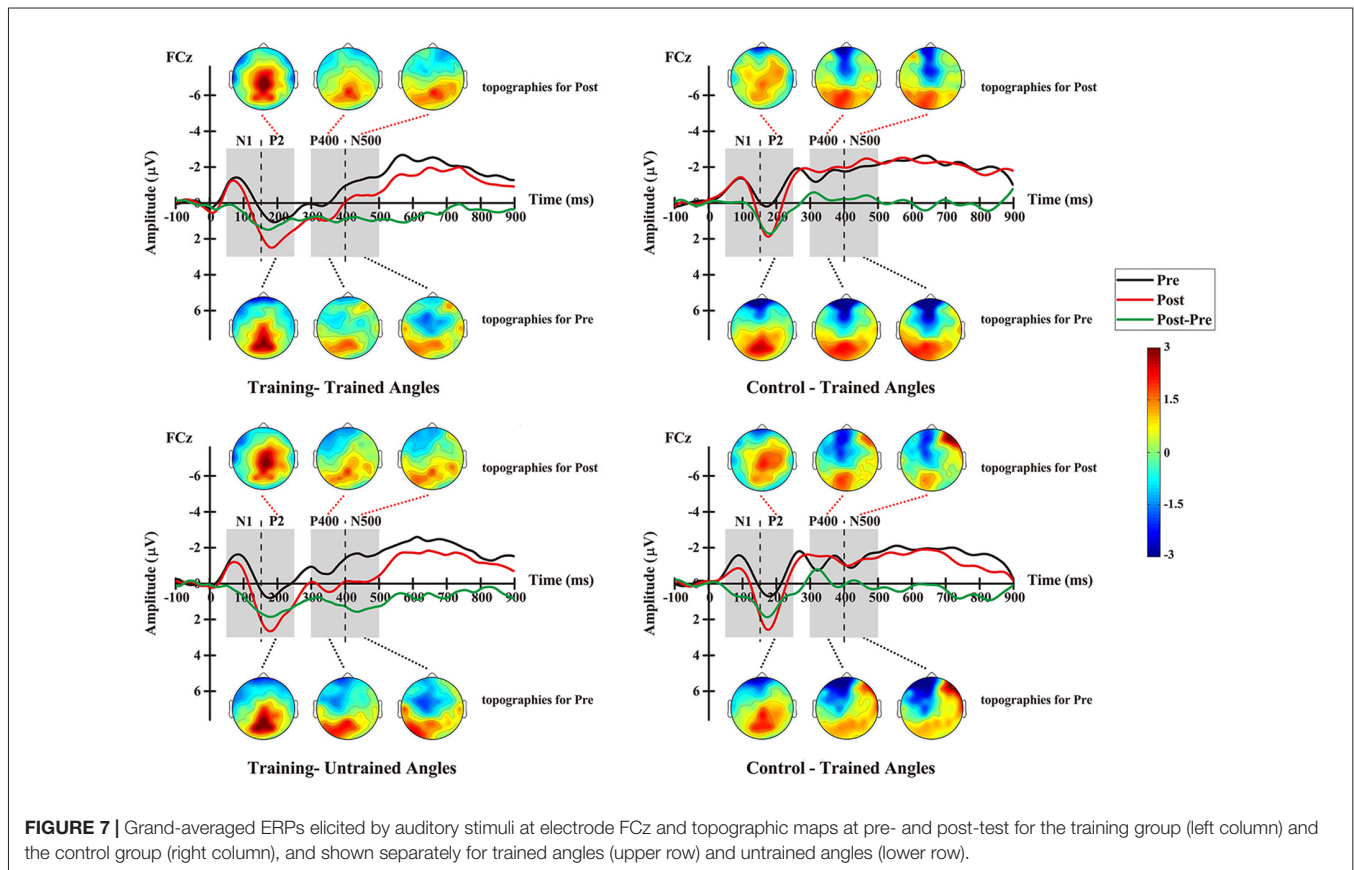 FCz
topographies for Post
-6
-4
-2
N1 P2 P400 N500
Time (ms)
-100 0 100 200 300 400 500 600 700 800 900
Amplitude (μV)
2
4
6
topographies for Pre
Training- Trained Angles
FCz
topographies for Post
-6
-4
-2
N1 P2 P400 N500
Time (ms)
-100 0 100 200 300 400 500 600 700 800 900
Amplitude (μV)
2
4
6
topographies for Pre
Control - Trained Angles
Pre
Post
Post-Pre
3
1.5
0
-1.5
-3
FCz
topographies for Post
-6
-4
-2
N1 P2 P400 N500
Time (ms)
-100 0 100 200 300 400 500 600 700 800 900
Amplitude (μV)
2
4
6
topographies for Pre
Training- Untrained Angles
FCz
topographies for Post
-6
-4
-2
N1 P2 P400 N500
Time (ms)
-100 0 100 200 300 400 500 600 700 800 900
Amplitude (μV)
2
4
6
topographies for Pre
Control - Trained Angles
FIGURE 7 | Grand-averaged ERPs elicited by auditory stimuli at electrode FCz and topographic maps at pre- and post-test for the training group (left column) and
the control group (right column), and shown separately for trained angles (upper row) and untrained angles (lower row).